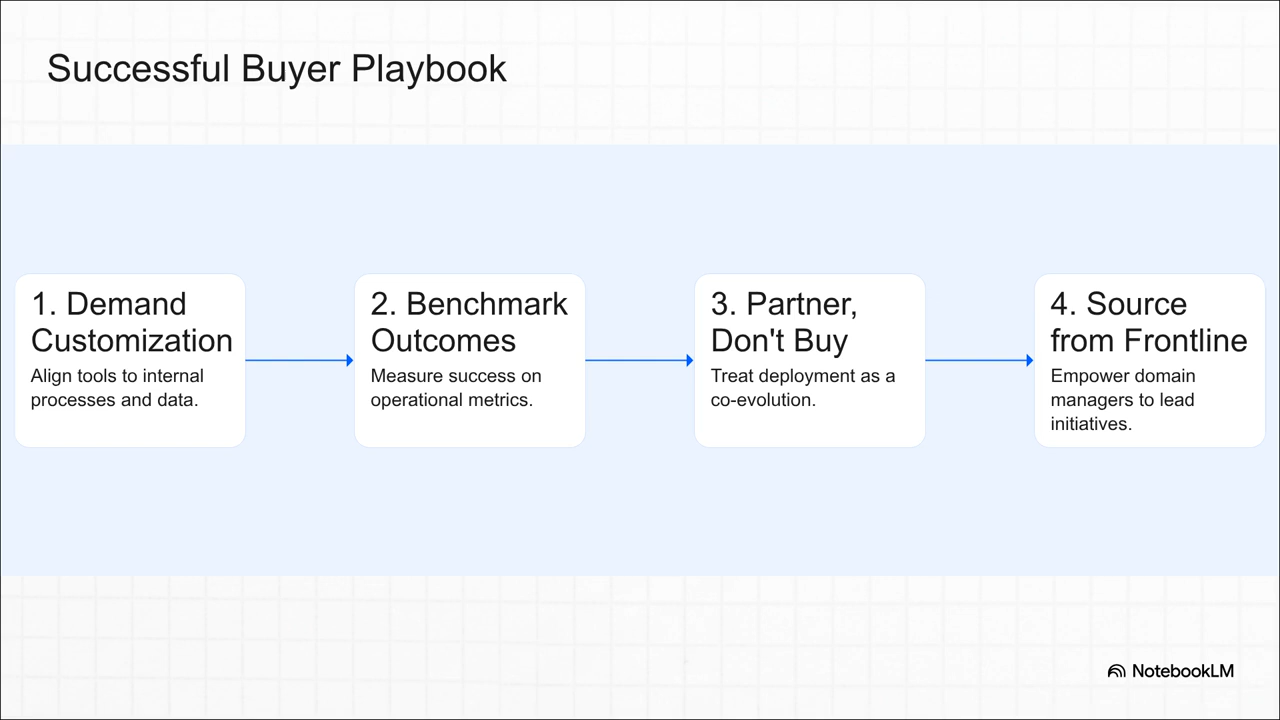 Successful Buyer Playbook
1. Demand
Customization
Align tools to internal
processes and data.
2. Benchmark
Outcomes
Measure success on
operational metrics.
3. Partner,
Don't Buy
Treat deployment as a
co-evolution.
4. Source
from Frontline
Empower domain
managers to lead
initiatives.
NotebookLM